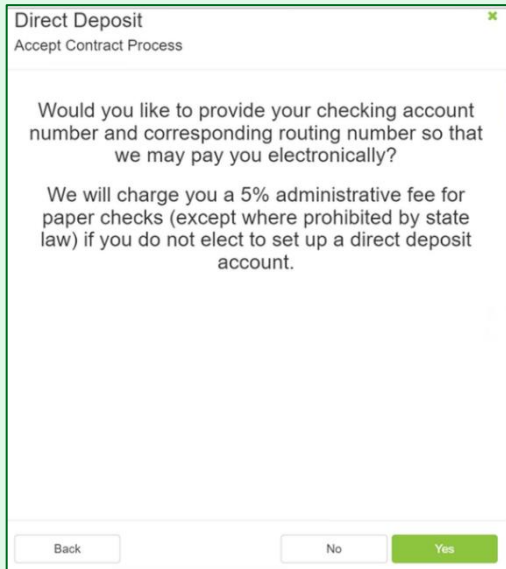 Direct Deposit
Accept Contract Process
Would you like to provide your checking account
number and corresponding routing number so that
we may pay you electronically?
We will charge you a 5% administrative fee for
paper checks (except where prohibited by state
law) if you do not elect to set up a direct deposit
account.
Back
No
Yes